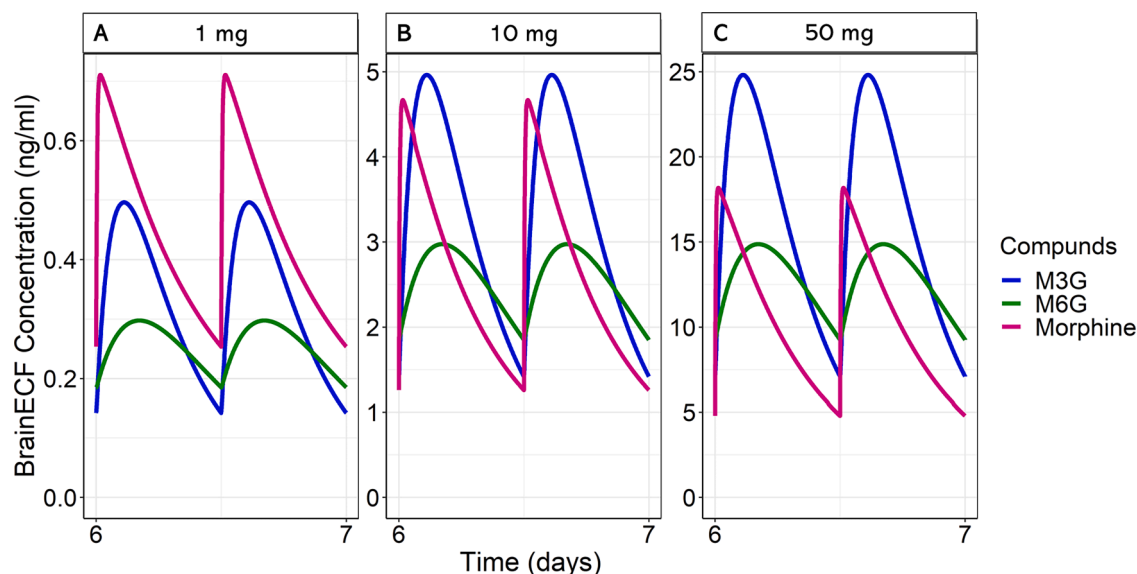 A 1 mg B 10 mg C 50 mg
BrainECF Concentration (ng/ml)
0.6
0.4
0.2
0.0
5
4
3
2
1
0
25
20
15
10
5
0
6 7 6 7 6 7
Time (days)
Compunds
M3G
M6G
Morphine